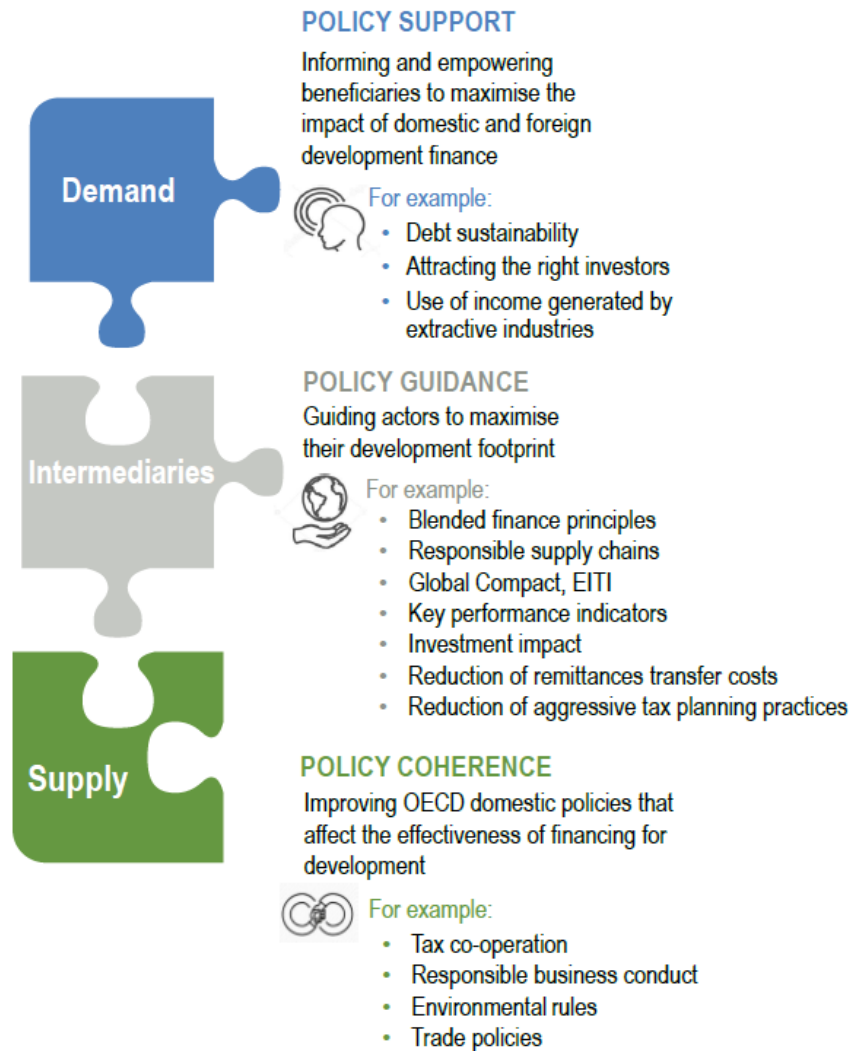 POLICY SUPPORT
Informing and empowering
beneficiaries to maximise the
impact of domestic and foreign
development finance
Demand
For example:
• Debt sustainability
• Attracting the right investors
• Use of income generated by
extractive industries
POLICY GUIDANCE
Guiding actors to maximise
their development footprint
Intermediaries
For example:
• Blended finance principles
• Responsible supply chains
• Global Compact, EITI
• Key performance indicators
• Investment impact
• Reduction of remittances transfer costs
• Reduction of aggressive tax planning practices
Supply
POLICY COHERENCE
Improving OECD domestic policies that
affect the effectiveness of financing for
development
For example:
• Tax co-operation
• Responsible business conduct
• Environmental rules
• Trade policies